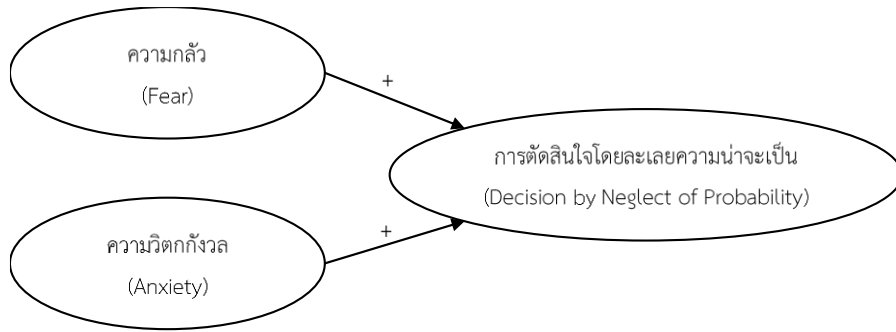 ความกลัว
(Fear)
+
การตัดสินใจโดยละเลยความน่าจะเป็น
(Decision by Neglect of Probability)
+
ความวิตกกังวล
(Anxiety)